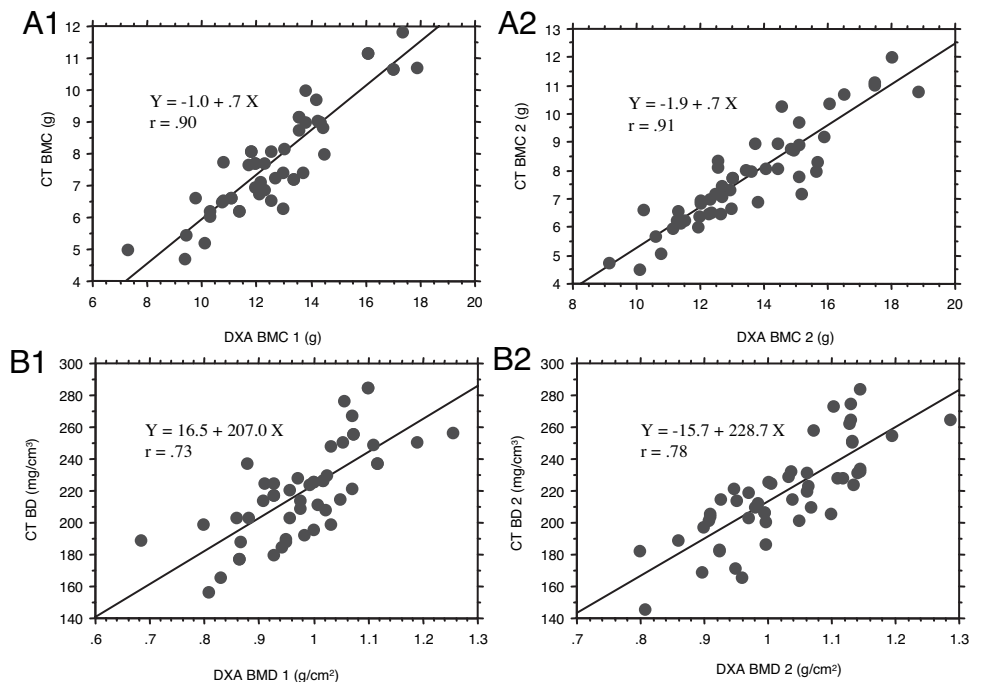 A1
12
11
10
9
8
7
6
5
4
Y = -1.0 + .7 X
r = .90
CT BMC (g)
6 8 10 12 14 16 18 20
DXA BMC 1 (g)
A2
13
12
11
10
9
8
7
6
5
4
Y = -1.9 + .7 X
r = .91
CT BMC 2 (g)
8 10 12 14 16 18 20
DXA BMC 2 (g)
B1
300
280
260
240
220
200
180
160
140
Y = 16.5 + 207.0 X
r = .73
CT BD (mg/cm³)
.6 .7 .8 .9 1 1.1 1.2 1.3
DXA BMD 1 (g/cm²)
B2
300
280
260
240
220
200
180
160
140
Y = -15.7 + 228.7 X
r = .78
CT BD 2 (mg/cm³)
.7 .8 .9 1 1.1 1.2 1.3
DXA BMD 2 (g/cm²)